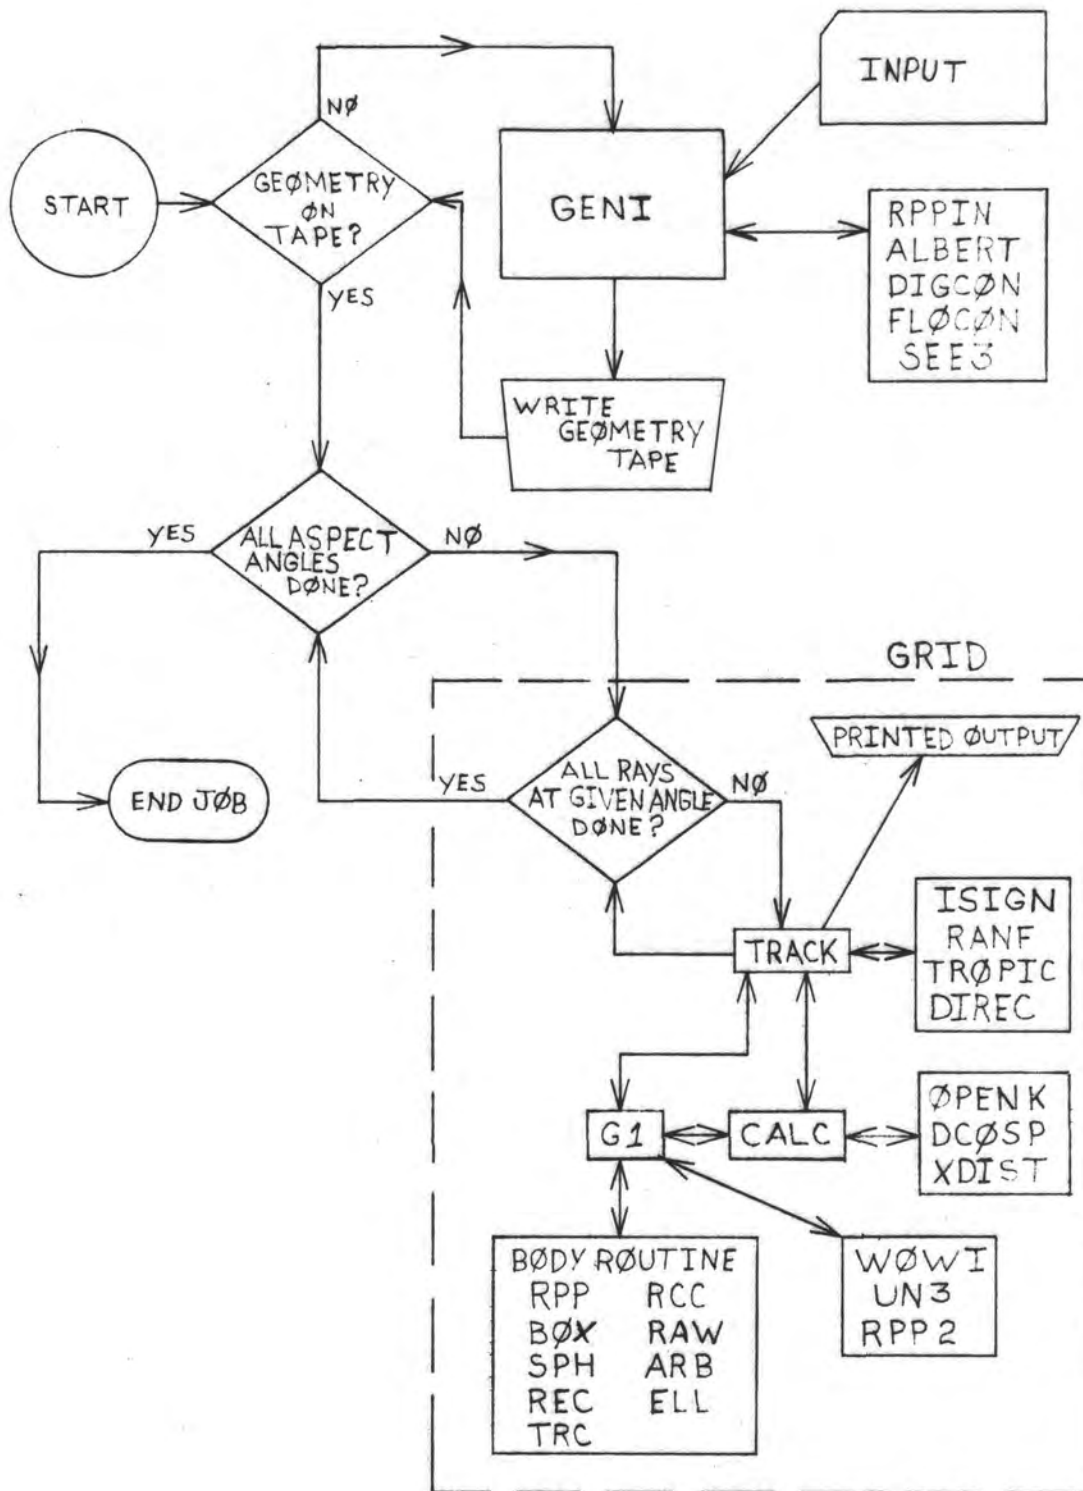 INPUT
NØ
START
GEØMETRY
ØN
TAPE?
GENI
RPPIN
ALBERT
DIGCØN
FLØCØN
SEE3
YES
WRITE
GEØMETRY
TAPE
YES
ALL ASPECT
ANGLES
DØNE?
NØ
GRID
PRINTED ØUTPUT
END JØB
YES
ALL RAYS
AT GIVEN ANGLE
DØNE?
NØ
TRACK
ISIGN
RANF
TRØPIC
DIREC
G1
CALC
ØPENK
DCØSP
XDIST
BØDY RØUTINE
RPP RCC
BØX RAW
SPH ARB
REC ELL
TRC
WØWI
UN3
RPP2